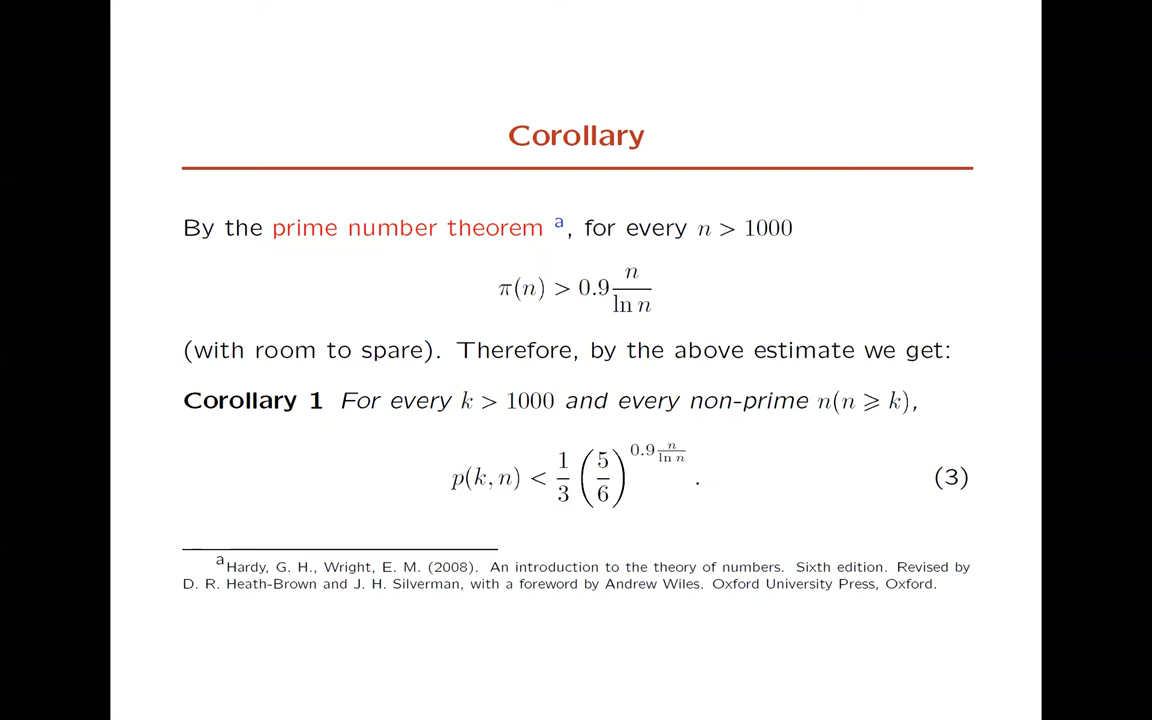 Corollary
By the prime number theorem a, for every n > 1000
π(n) > 0.9 n/ln n
(with room to spare). Therefore, by the above estimate we get:
Corollary 1 For every k > 1000 and every non-prime n(n ⩾ k),
p(k, n) < 1/3 (5/6)^{0.9 n/ln n} . (3)
a Hardy, G. H., Wright, E. M. (2008). An introduction to the theory of numbers. Sixth edition. Revised by
D. R. Heath-Brown and J. H. Silverman, with a foreword by Andrew Wiles. Oxford University Press, Oxford.